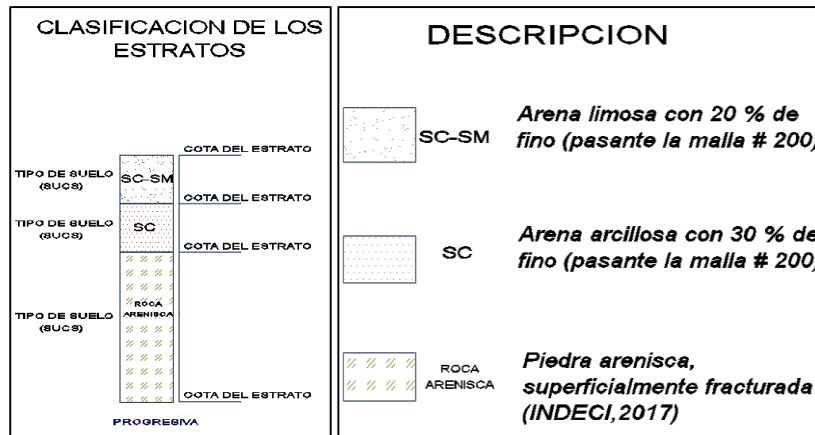 CLASIFICACION DE LOS
ESTRATOS
COTA DEL ESTRATO
TIPO DE SUELO
(SUCS)
SC-SM
COTA DEL ESTRATO
TIPO DE SUELO
(SUCS)
SC
COTA DEL ESTRATO
TIPO DE SUELO
(SUCS)
ROCA
ARENISCA
COTA DEL ESTRATO
PROGRESIVA
DESCRIPCION
SC-SM
Arena limosa con 20 % de
fino (pasante la malla # 200)
SC
Arena arcillosa con 30 % de
fino (pasante la malla # 200)
ROCA
ARENISCA
Piedra arenisca,
superficialmente fracturada
(INDECI,2017)